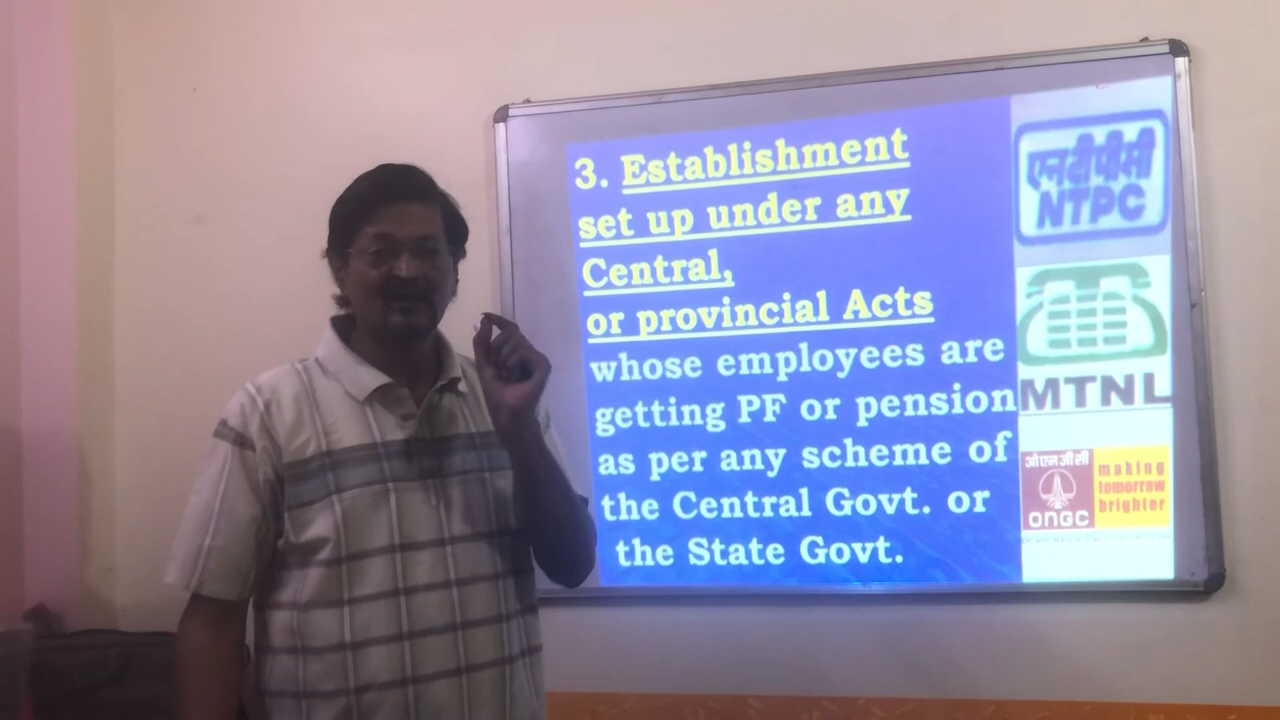 3. Establishment
set up under any
Central,
or provincial Acts
whose employees are
getting PF or pension
as per any scheme of
the Central Govt. or
the State Govt.
एनटीपीसी
NTPC
MTNL
ओएनजीसी
ONGC
making
tomorrow
brighter